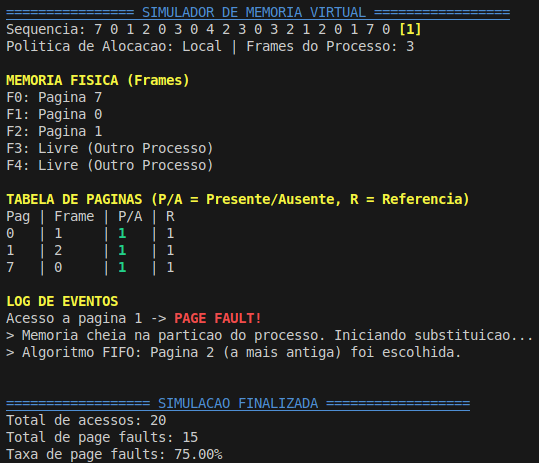 ================ SIMULADOR DE MEMORIA VIRTUAL =================
Sequencia: 7 0 1 2 0 3 0 4 2 3 0 3 2 1 2 0 1 7 0 [1]
Politica de Alocacao: Local | Frames do Processo: 3
MEMORIA FISICA (Frames)
F0: Pagina 7
F1: Pagina 0
F2: Pagina 1
F3: Livre (Outro Processo)
F4: Livre (Outro Processo)
TABELA DE PAGINAS (P/A = Presente/Ausente, R = Referencia)
Pag | Frame | P/A | R
0 | 1 | 1 | 1
1 | 2 | 1 | 1
7 | 0 | 1 | 1
LOG DE EVENTOS
Acesso a pagina 1 -> PAGE FAULT!
> Memoria cheia na particao do processo. Iniciando substituicao...
> Algoritmo FIFO: Pagina 2 (a mais antiga) foi escolhida.
================== SIMULACAO FINALIZADA ==================
Total de acessos: 20
Total de page faults: 15
Taxa de page faults: 75.00%